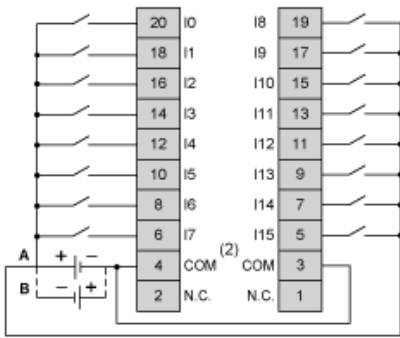 20 I0 I8 19
18 I1 I9 17
16 I2 I10 15
14 I3 I11 13
12 I4 I12 11
10 I5 I13 9
8 I6 I14 7
6 I7 I15 5
(2)
A + − 4 COM COM 3
B − + 2 N.C. N.C. 1